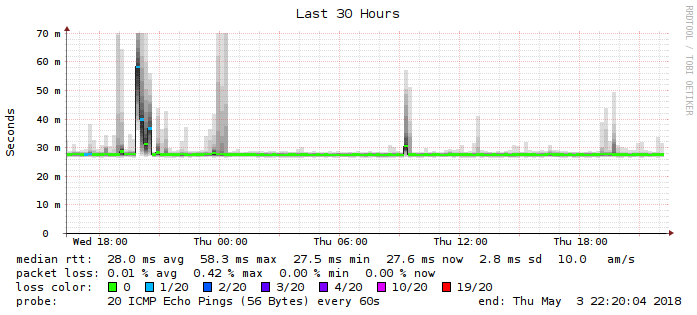 Last 30 Hours
RRDTOOL / TOBI OETIKER
Seconds
70 m
60 m
50 m
40 m
30 m
20 m
10 m
0
Wed 18:00 Thu 00:00 Thu 06:00 Thu 12:00 Thu 18:00
median rtt: 28.0 ms avg 58.3 ms max 27.5 ms min 27.6 ms now 2.8 ms sd 10.0 am/s
packet loss: 0.01 % avg 0.42 % max 0.00 % min 0.00 % now
loss color: 0 1/20 2/20 3/20 4/20 10/20 19/20
probe: 20 ICMP Echo Pings (56 Bytes) every 60s end: Thu May 3 22:20:04 2018